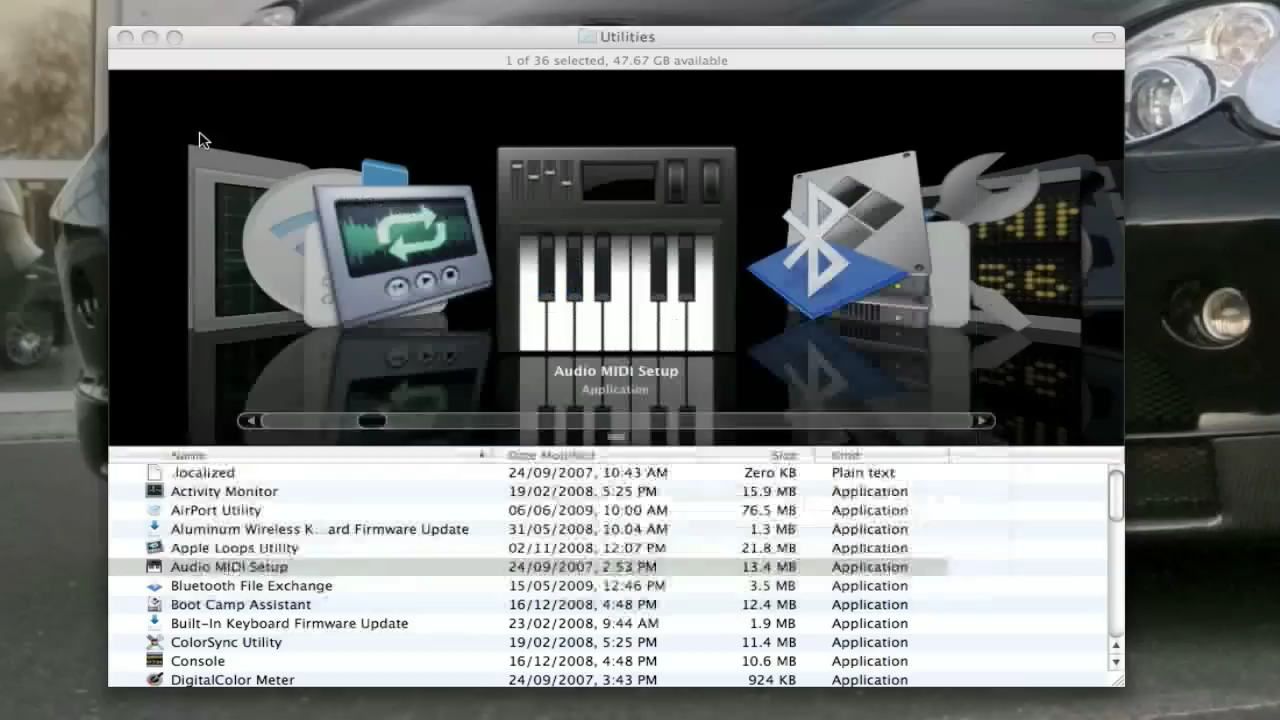 Utilities
1 of 36 selected, 47.67 GB available
Audio MIDI Setup
Application
Name Date Modified Size Kind
.localized 24/09/2007, 10:43 AM Zero KB Plain text
Activity Monitor 19/02/2008, 5:25 PM 15.9 MB Application
AirPort Utility 06/06/2009, 10:00 AM 76.5 MB Application
Aluminum Wireless K...ard Firmware Update 31/05/2008, 10:04 AM 1.3 MB Application
Apple Loops Utility 02/11/2008, 12:07 PM 21.8 MB Application
Audio MIDI Setup 24/09/2007, 2:53 PM 13.4 MB Application
Bluetooth File Exchange 15/05/2009, 12:46 PM 3.5 MB Application
Boot Camp Assistant 16/12/2008, 4:48 PM 12.4 MB Application
Built-In Keyboard Firmware Update 23/02/2008, 9:44 AM 1.9 MB Application
ColorSync Utility 19/02/2008, 5:25 PM 11.4 MB Application
Console 16/12/2008, 4:48 PM 10.6 MB Application
DigitalColor Meter 24/09/2007, 3:43 PM 924 KB Application